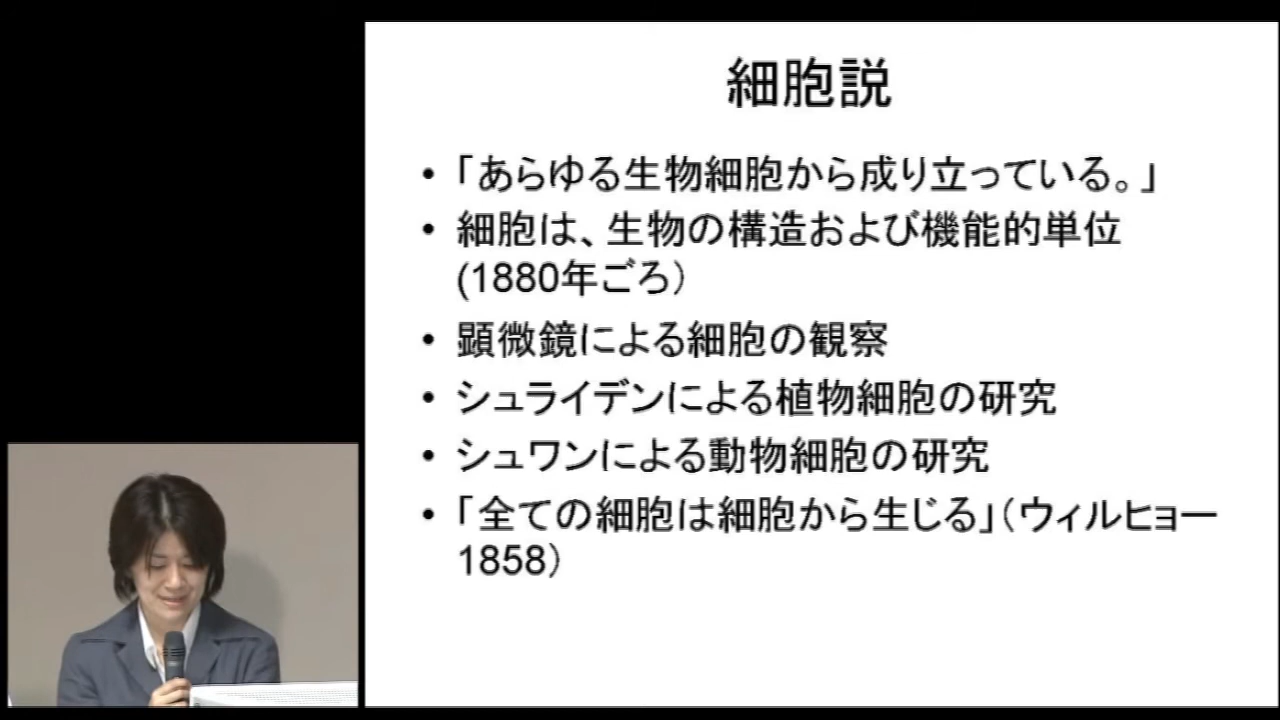 細胞説
・「あらゆる生物細胞から成り立っている。」
・細胞は、生物の構造および機能的単位
(1880年ごろ)
・顕微鏡による細胞の観察
・シュライデンによる植物細胞の研究
・シュワンによる動物細胞の研究
・「全ての細胞は細胞から生じる」(ウィルヒョー
1858)